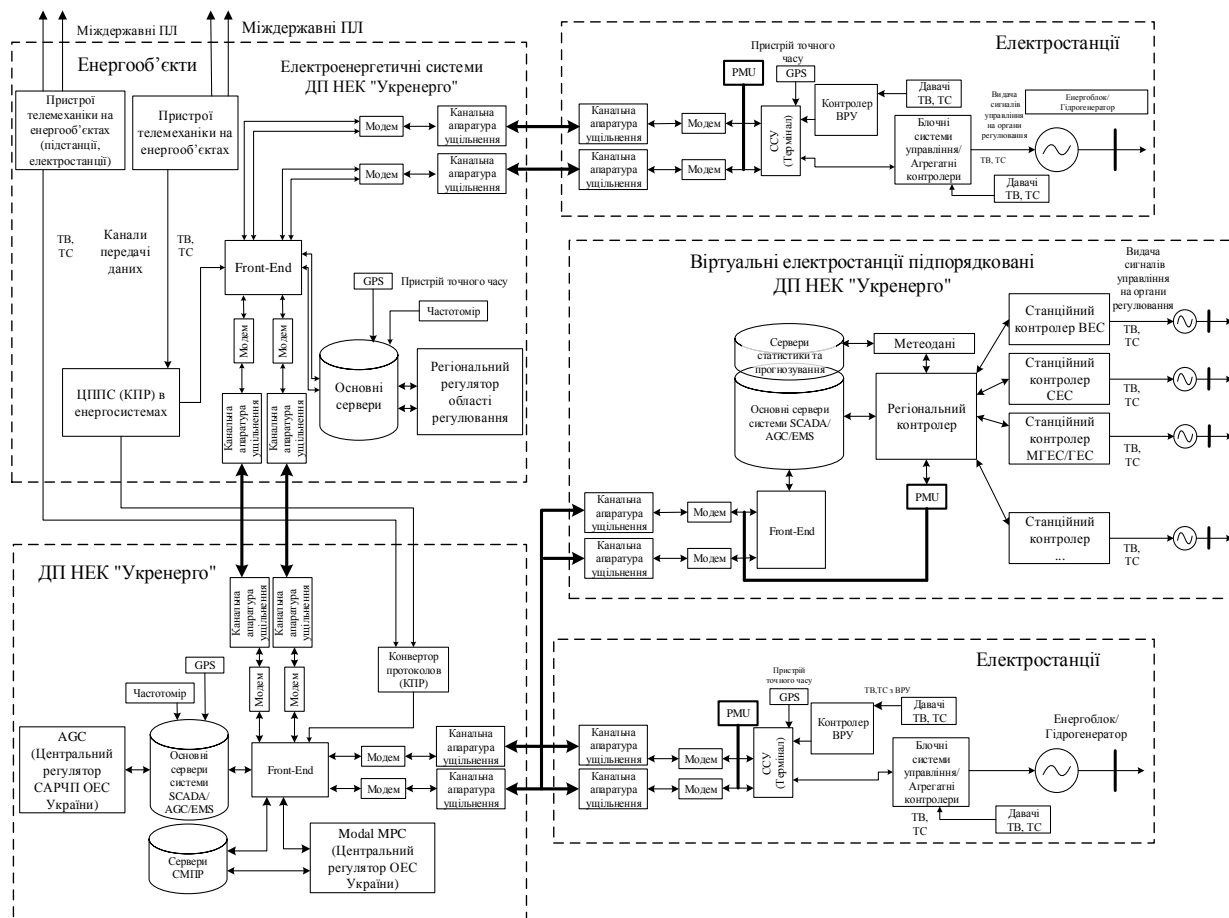 Міждержавні ПЛ
Міждержавні ПЛ
Енергооб’єкти
Електроенергетичні системи
ДП НЕК "Укренерго"
Пристрої
телемеханіки на
енергооб’єктах
(підстанції,
електростанції)
Пристрої
телемеханіки на
енергооб’єктах
Модем
Канальна
апаратура
ущільнення
Модем
Канальна
апаратура
ущільнення
ТВ,
ТС
Канали
передачі
даних
ТВ,
ТС
Front-End
GPS
Пристрій точного часу
Частотомір
Модем
Модем
Основні
сервери
Регіональний
регулятор
області
регулювання
ЦППС (КПР) в
енергосистемах
Канальна
апаратура
ущільнення
Канальна
апаратура
ущільнення
Електростанції
Пристрій точного
часу
PMU
GPS
Канальна
апаратура
ущільнення
Модем
Канальна
апаратура
ущільнення
Модем
ССУ
(Термінал)
Контролер
ВРУ
Давачі
ТВ, ТС
Видача
сигналів
управління
на органи
регулювання
Енергоблок/
Гідрогенератор
Блочні
системи
управління/
Агрегатні
контролери
ТВ, ТС
Давачі
ТВ, ТС
Віртуальні електростанції підпорядковані
ДП НЕК "Укренерго"
Видача
сигналів
управління
на органи
регулювання
Сервери
статистики та
прогнозування
Метеодані
Основні сервери
системи SCADA/
AGC/EMS
Регіональний
контролер
Станційний
контролер ВЕС
ТВ,
ТС
Станційний
контролер
СЕС
ТВ,
ТС
Станційний
контролер
МГЕС/ГЕС
ТВ,
ТС
PMU
Станційний
контролер
...
ТВ,
ТС
Канальна
апаратура
ущільнення
Модем
Канальна
апаратура
ущільнення
Модем
Front-End
ДП НЕК "Укренерго"
Канальна
апаратура
ущільнення
Канальна
апаратура
ущільнення
GPS
Частотомір
Модем
Модем
Конвертор
протоколов
(КПР)
AGC
(Центральний
регулятор
САРЧП ОЕС
України)
Основні
сервери
системи
SCADA/
AGC/EMS
Front-End
Модем
Канальна
апаратура
ущільнення
Модем
Канальна
апаратура
ущільнення
Сервери
СМПР
Modal MPC
(Центральний
регулятор ОЕС
України)
Електростанції
Пристрій
точного часу
PMU
GPS
ТВ,ТС з ВРУ
Канальна
апаратура
ущільнення
Модем
Канальна
апаратура
ущільнення
Модем
ССУ
(Термінал)
Контролер
ВРУ
Давачі
ТВ, ТС
Енергоблок/
Гідрогенератор
Блочні
системи
управління/
Агрегатні
контролери
ТВ,
ТС
Давачі
ТВ, ТС